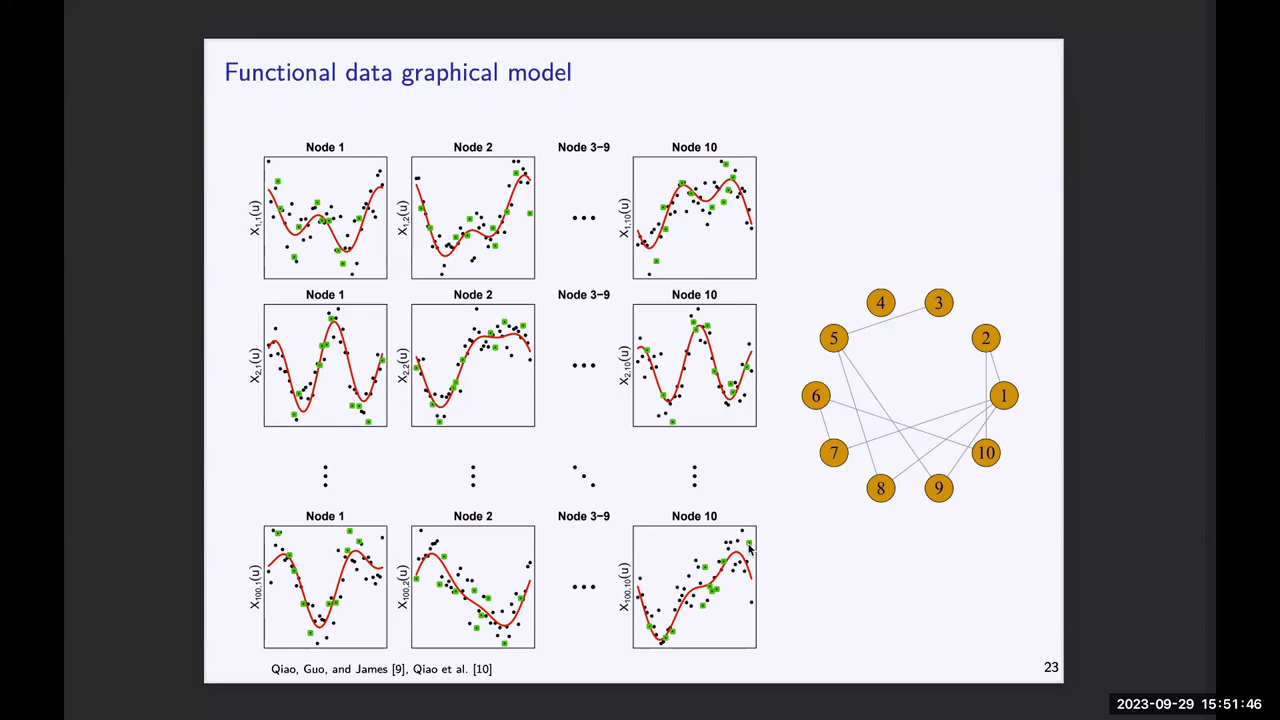 Functional data graphical model
Node 1 Node 2 Node 3−9 Node 10
X1,1(u) X1,2(u) ••• X1,10(u)
Node 1 Node 2 Node 3−9 Node 10
X2,1(u) X2,2(u) ••• X2,10(u)
4 3
5 2
6 1
7 10
8 9
Node 1 Node 2 Node 3−9 Node 10
X100,1(u) X100,2(u) ••• X100,10(u)
Qiao, Guo, and James [9], Qiao et al. [10]
23
2023-09-29 15:51:46